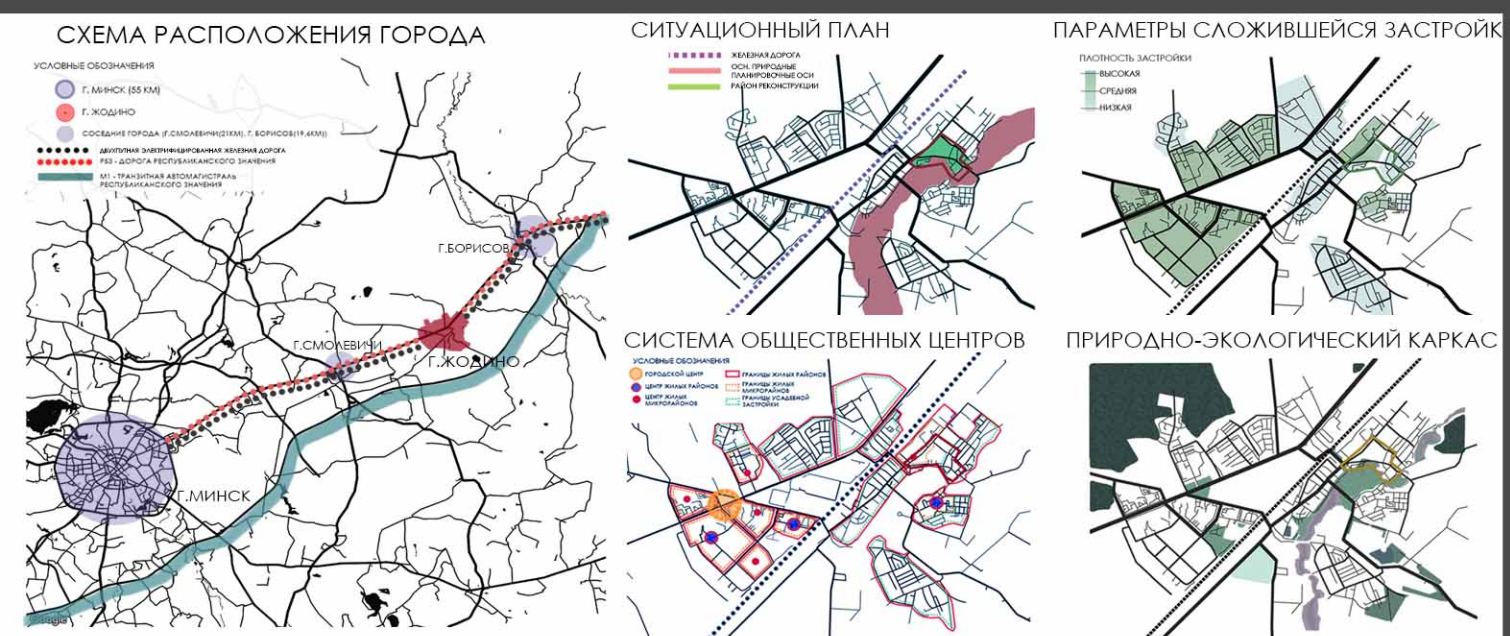 СХЕМА РАСПОЛОЖЕНИЯ ГОРОДА
УСЛОВНЫЕ ОБОЗНАЧЕНИЯ
Г. МИНСК (55 КМ)
Г. ЖОДИНО
СОСЕДНИЕ ГОРОДА (Г.СМОЛЕВИЧИ(21КМ), Г. БОРИСОВ(19,6КМ))
ДВУХПУТНАЯ ЭЛЕКТРИФИЦИРОВАННАЯ ЖЕЛЕЗНАЯ ДОРОГА
Р53 - ДОРОГА РЕСПУБЛИКАНСКОГО ЗНАЧЕНИЯ
М1 - ТРАНЗИТНАЯ АВТОМАГИСТРАЛЬ
РЕСПУБЛИКАНСКОГО ЗНАЧЕНИЯ
Г.БОРИСОВ
Г.СМОЛЕВИЧИ
Г.ЖОДИНО
Г.МИНСК
СИТУАЦИОННЫЙ ПЛАН
ЖЕЛЕЗНАЯ ДОРОГА
ОСН. ПРИРОДНЫЕ
ПЛАНИРОВОЧНЫЕ ОСИ
РАЙОН РЕКОНСТРУКЦИИ
ПАРАМЕТРЫ СЛОЖИВШЕЙСЯ ЗАСТРОЙК
ПЛОТНОСТЬ ЗАСТРОЙКИ
ВЫСОКАЯ
СРЕДНЯЯ
НИЗКАЯ
СИСТЕМА ОБЩЕСТВЕННЫХ ЦЕНТРОВ
УСЛОВНЫЕ ОБОЗНАЧЕНИЯ
ГОРОДСКОЙ ЦЕНТР
ЦЕНТР ЖИЛЫХ РАЙОНОВ
ЦЕНТР ЖИЛЫХ
МИКРОРАЙОНОВ
ГРАНИЦЫ ЖИЛЫХ РАЙОНОВ
ГРАНИЦЫ ЖИЛЫХ
МИКРОРАЙОНОВ
ГРАНИЦЫ УСАДЕБНОЙ
ЗАСТРОЙКИ
ПРИРОДНО-ЭКОЛОГИЧЕСКИЙ КАРКАС